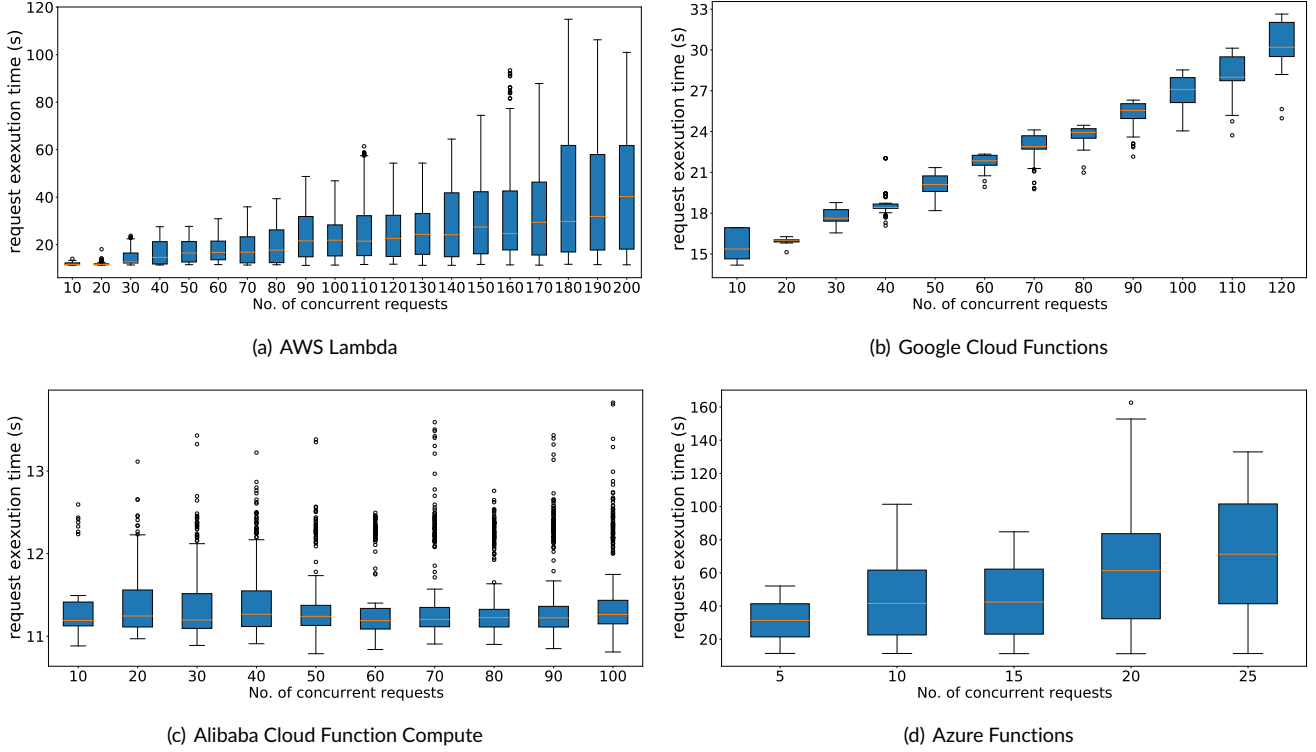 120
100
80
60
40
20
request exexution time (s)
10 20 30 40 50 60 70 80 90 100 110 120 130 140 150 160 170 180 190 200
No. of concurrent requests
(a) AWS Lambda
33
30
27
24
21
18
15
request exexution time (s)
10 20 30 40 50 60 70 80 90 100 110 120
No. of concurrent requests
(b) Google Cloud Functions
13
12
11
request exexution time (s)
10 20 30 40 50 60 70 80 90 100
No. of concurrent requests
(c) Alibaba Cloud Function Compute
160
140
120
100
80
60
40
20
request exexution time (s)
5 10 15 20 25
No. of concurrent requests
(d) Azure Functions